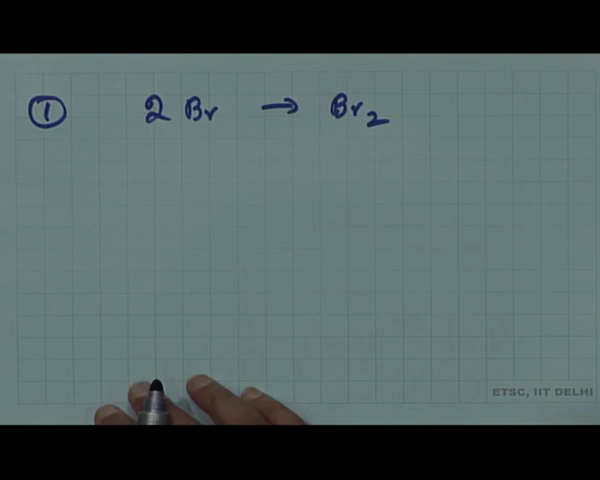 ① 2 Br → Br₂
ETSC, IIT DELHI